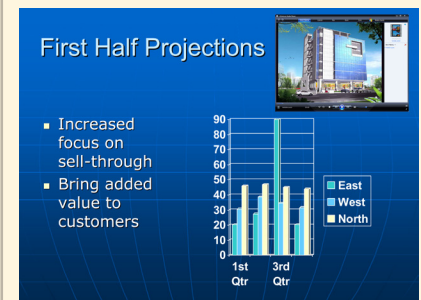 First Half Projections
Increased
focus on
sell-through
Bring added
value to
customers
90
80
70
60
50
40
30
20
10
0
1st
Qtr
3rd
Qtr
East
West
North